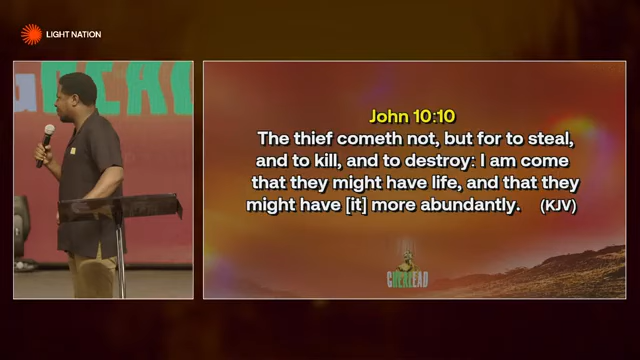 LIGHT NATION
John 10:10
The thief cometh not, but for to steal,
and to kill, and to destroy: I am come
that they might have life, and that they
might have [it] more abundantly. (KJV)